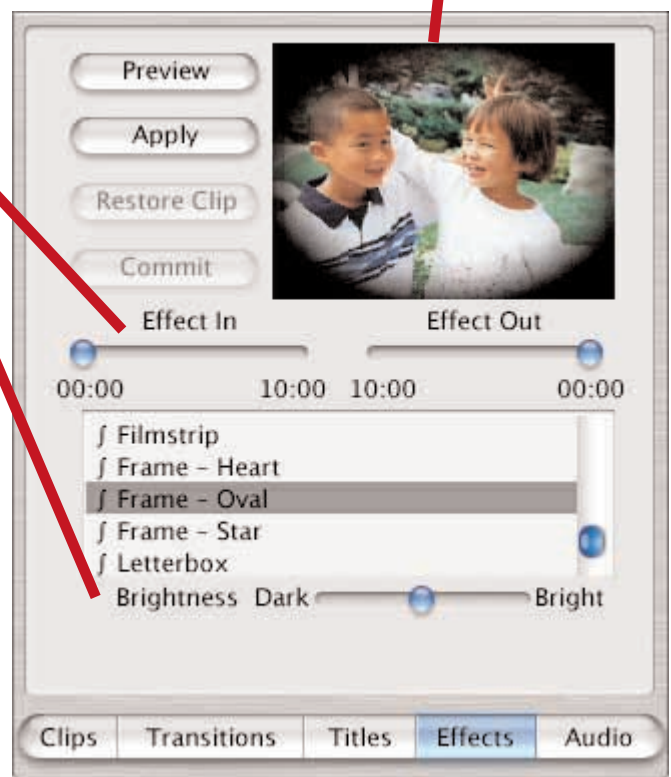 Preview
Apply
Restore Clip
Commit
Effect In Effect Out
00:00 10:00 10:00 00:00
∫ Filmstrip
∫ Frame – Heart
∫ Frame – Oval
∫ Frame – Star
∫ Letterbox
Brightness Dark Bright
Clips Transitions Titles Effects Audio